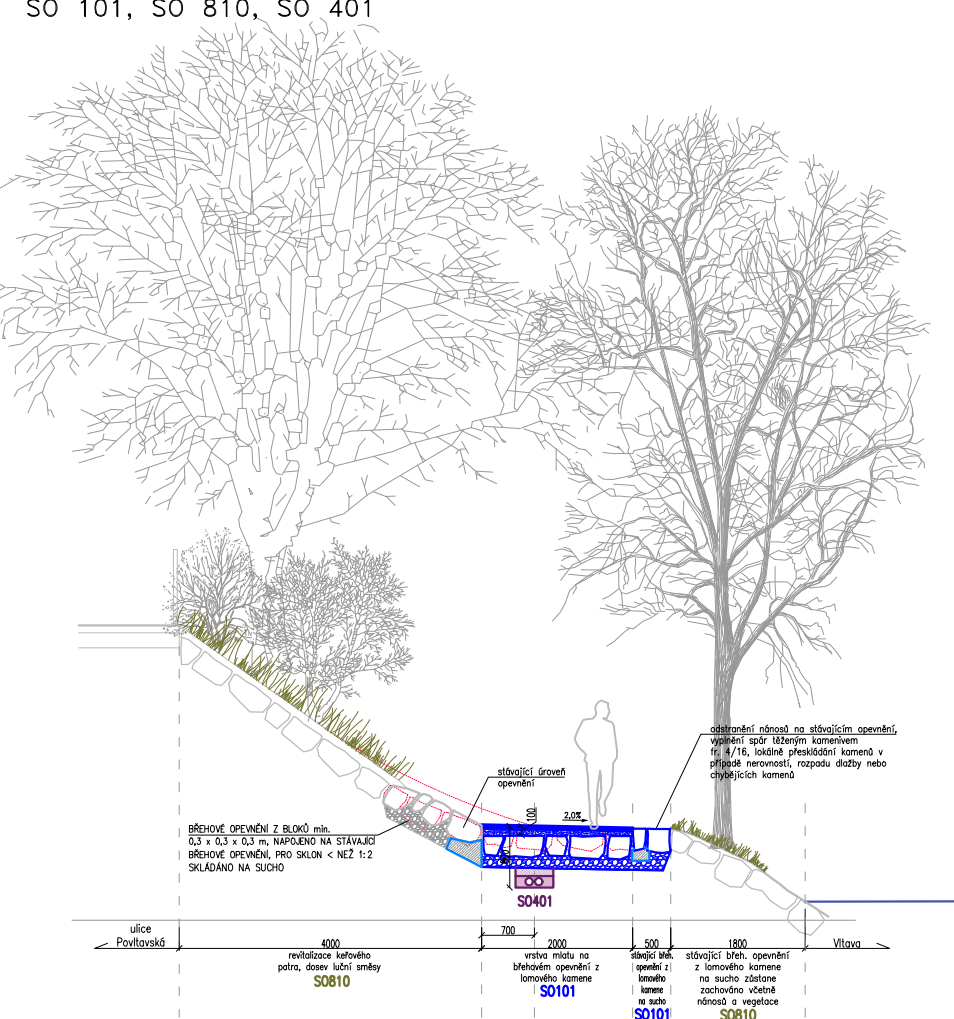 SO 101, SO 810, SO 401
odstranění nánosů na stávajícím opevnění,
vyplnění spár těženým kamenivem
fr. 4/16, lokálně přeskládání kamenů v
případě nerovností, rozpadu dlažby nebo
chybějících kamenů
stávající úroveň
opevnění
100
2,0%
BŘEHOVÉ OPEVNĚNÍ Z BLOKŮ min.
0,3 x 0,3 x 0,3 m, NAPOJENO NA STÁVAJÍCÍ
BŘEHOVÉ OPEVNĚNÍ, PRO SKLON < NEŽ 1:2
SKLÁDÁNO NA SUCHO
SO401
ulice
Povltavská
700
4000
2000
500
1800
Vltava
revitalizace keřového
patra, dosev luční směsy
SO810
vrstva mlatu na
břehovém opevnění z
lomového kamene
SO101
stávající břeh.
opevnění z
lomového
kamene
na sucho
SO101
stávající břeh. opevnění
z lomového kamene
na sucho zůstane
zachováno včetně
nánosů a vegetace
SO810